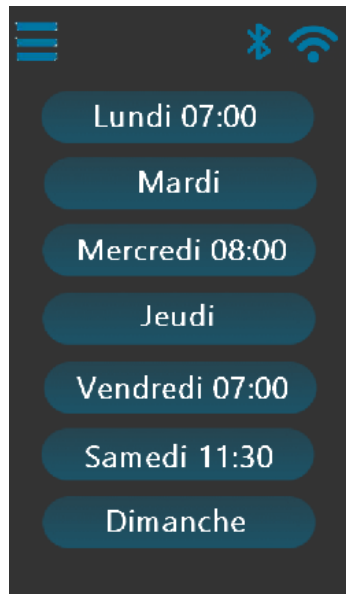 Lundi 07:00
Mardi
Mercredi 08:00
Jeudi
Vendredi 07:00
Samedi 11:30
Dimanche